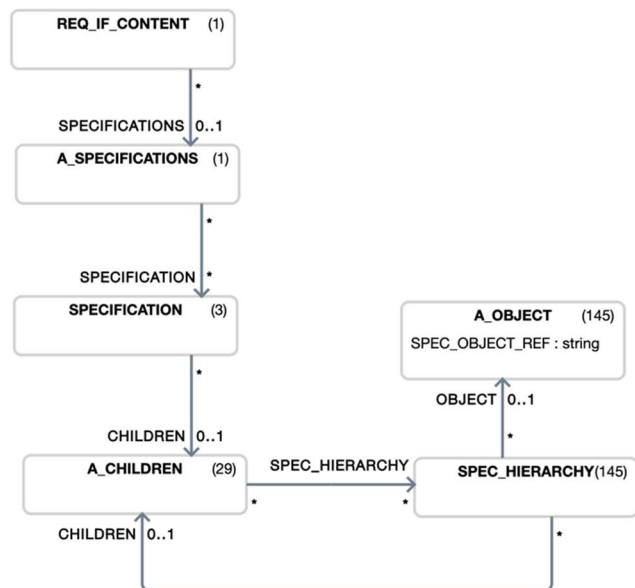 REQ_IF_CONTENT (1)
*
SPECIFICATIONS 0..1
A_SPECIFICATIONS (1)
*
SPECIFICATION *
SPECIFICATION (3)
A_OBJECT (145)
SPEC_OBJECT_REF : string
*
OBJECT 0..1
CHILDREN 0..1
*
A_CHILDREN (29)
SPEC_HIERARCHY
SPEC_HIERARCHY(145)
* *
CHILDREN 0..1
*